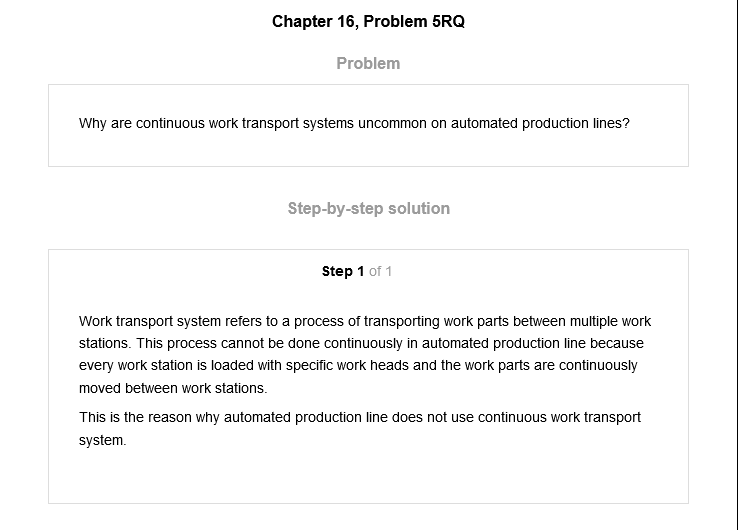 Chapter 16, Problem 5RQ
Problem
Why are continuous work transport systems uncommon on automated production lines?
Step-by-step solution
Step 1 of 1
Work transport system refers to a process of transporting work parts between multiple work
stations. This process cannot be done continuously in automated production line because
every work station is loaded with specific work heads and the work parts are continuously
moved between work stations.
This is the reason why automated production line does not use continuous work transport
system.